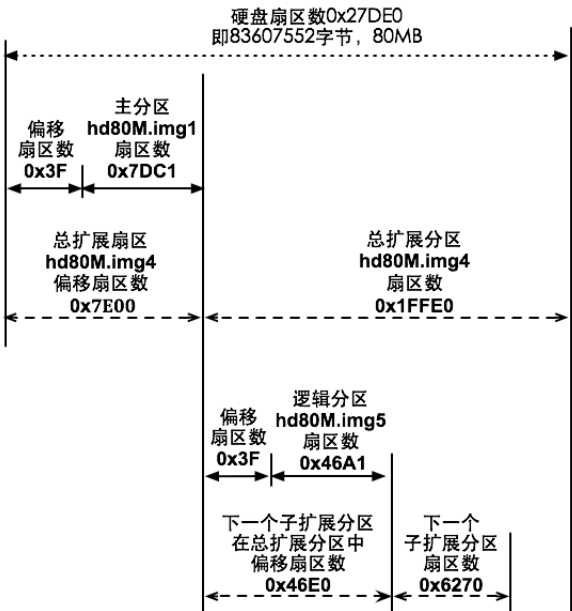 硬盘扇区数0x27DE0
即83607552字节，80MB
偏移
扇区数
0x3F
主分区
hd80M.img1
扇区数
0x7DC1
总扩展扇区
hd80M.img4
偏移扇区数
0x7E00
总扩展分区
hd80M.img4
扇区数
0x1FFE0
偏移
扇区数
0x3F
逻辑分区
hd80M.img5
扇区数
0x46A1
下一个子扩展分区
在总扩展分区中
偏移扇区数
0x46E0
下一个
子扩展分区
扇区数
0x6270